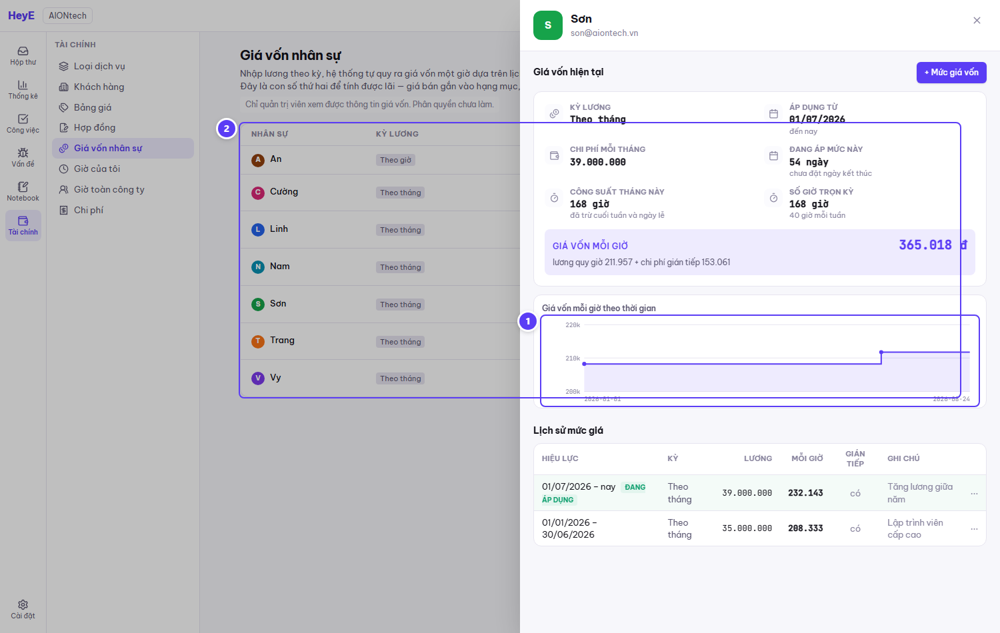 HeyE
AIONtech
Hộp thư
Thống kê
Công việc
Vấn đề
Notebook
Tài chính
Cài đặt
TÀI CHÍNH
Loại dịch vụ
Khách hàng
Bảng giá
Hợp đồng
Giá vốn nhân sự
Giờ của tôi
Giờ toàn công ty
Chi phí
Giá vốn nhân sự
Nhập lương theo kỳ, hệ thống tự quy ra giá vốn một giờ dựa trên lịc
Đây là con số thứ hai để tính được lãi — giá bán gắn vào hạng mục,
Chỉ quản trị viên xem được thông tin giá vốn. Phân quyền chưa làm.
2
NHÂN SỰ KỲ LƯƠNG
A An Theo giờ
C Cường Theo tháng
L Linh Theo tháng
N Nam Theo tháng
S Sơn Theo tháng
T Trang Theo tháng
V Vy Theo tháng
S
Sơn
son@aiontech.vn
Giá vốn hiện tại
+ Mức giá vốn
KỲ LƯƠNG
Theo tháng
ÁP DỤNG TỪ
01/07/2026
đến nay
CHI PHÍ MỖI THÁNG
39.000.000
ĐANG ÁP MỨC NÀY
54 ngày
chưa đặt ngày kết thúc
CÔNG SUẤT THÁNG NÀY
168 giờ
đã trừ cuối tuần và ngày lễ
SỐ GIỜ TRỌN KỲ
168 giờ
40 giờ mỗi tuần
GIÁ VỐN MỖI GIỜ
365.018 đ
lương quy giờ 211.957 + chi phí gián tiếp 153.061
Giá vốn mỗi giờ theo thời gian
1
220k
210k
200k
2026-01-01
2026-08-24
Lịch sử mức giá
HIỆU LỰC KỲ LƯƠNG MỖI GIỜ GIÁN TIẾP GHI CHÚ
01/07/2026 – nay ĐANG ÁP DỤNG Theo tháng 39.000.000 232.143 có Tăng lương giữa năm ...
01/01/2026 – 30/06/2026 Theo tháng 35.000.000 208.333 có Lập trình viên cấp cao ...